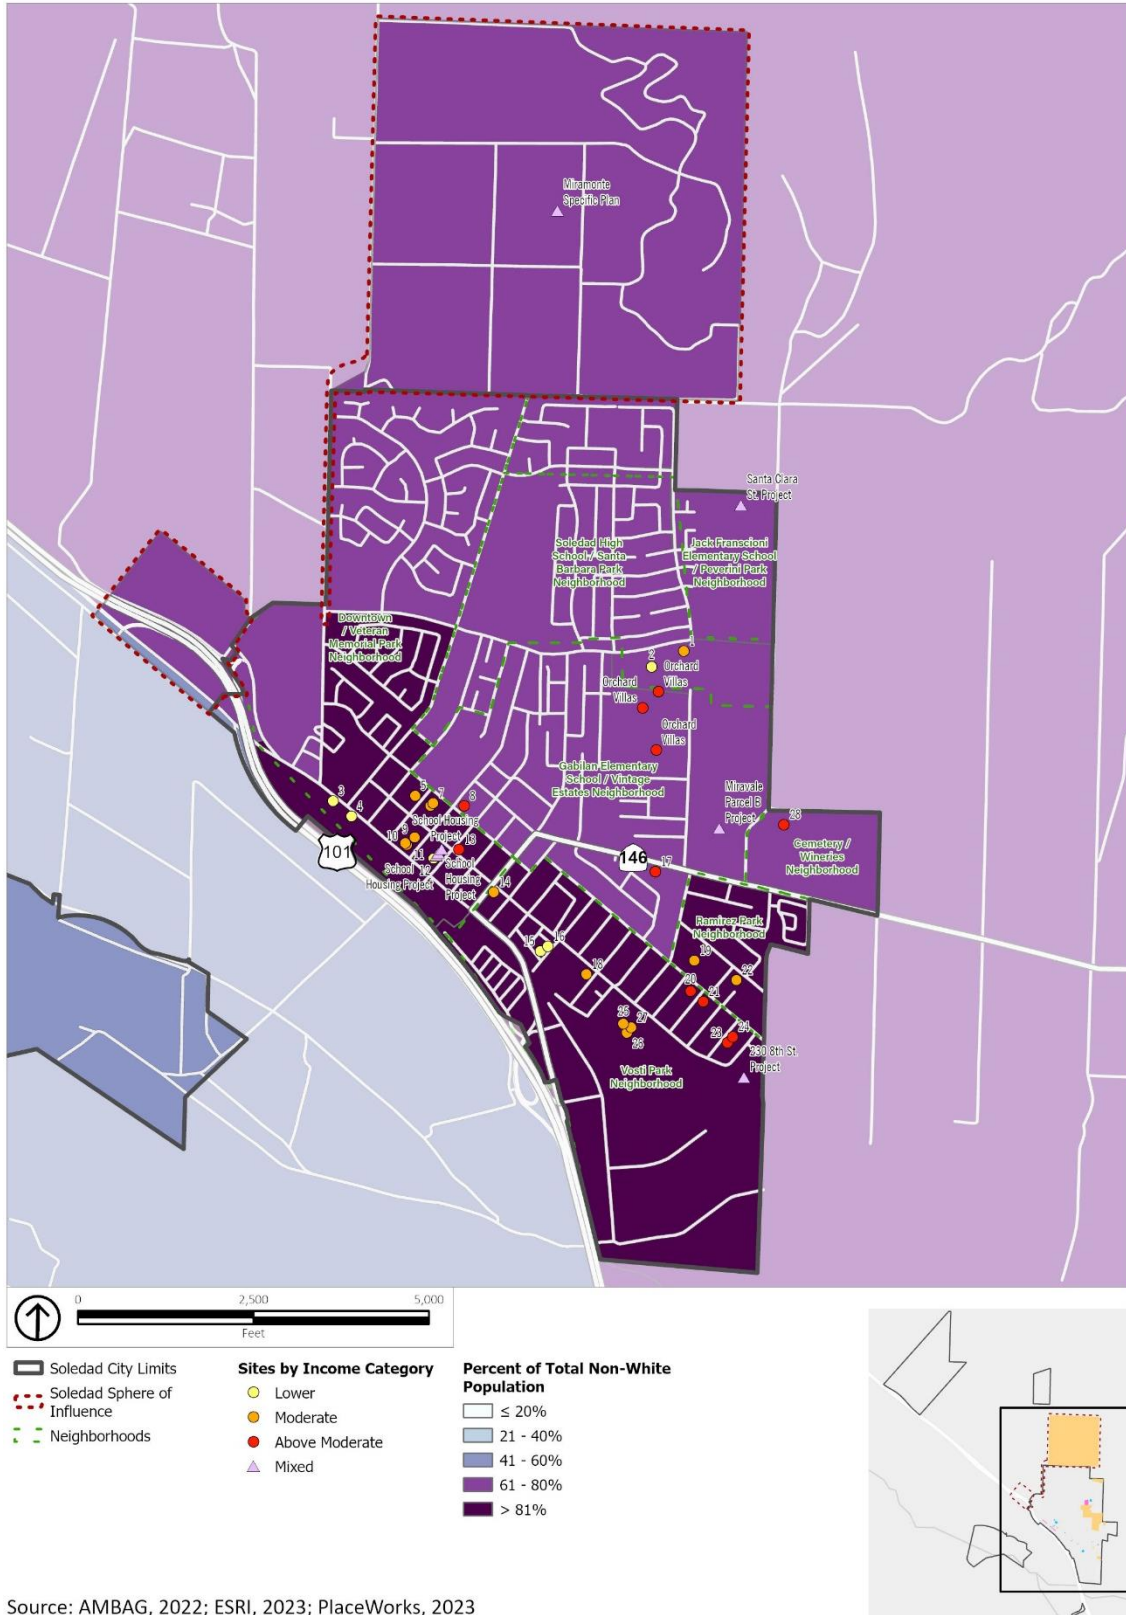 Miramonte
Specific Plan
Santa Clara
St. Project
Soledad High
School / Santa
Barbara Park
Neighborhood
Jack Franscioni
Elementary School
/ Peverini Park
Neighborhood
Downtown
/ Veteran
Memorial Park
Neighborhood
1
2
Orchard
Villas
Orchard
Villas
Orchard
Villas
Gabilan Elementary
School / Vintage
Estates Neighborhood
Miravale
Parcel B
Project
28
Cemetery /
Wineries
Neighborhood
3
4
5
7
8
School Housing
Project
9
10
11
12
13
School
Housing Project
School
Housing
Project
101
146
14
17
15
16
18
Ramirez Park
Neighborhood
19
20
21
22
23
24
25
27
26
230 8th St.
Project
Vosti Park
Neighborhood
0 2,500 5,000
Feet
Soledad City Limits
Soledad Sphere of
Influence
Neighborhoods
Sites by Income Category
Lower
Moderate
Above Moderate
Mixed
Percent of Total Non-White
Population
≤ 20%
21 - 40%
41 - 60%
61 - 80%
> 81%
Source: AMBAG, 2022; ESRI, 2023; PlaceWorks, 2023